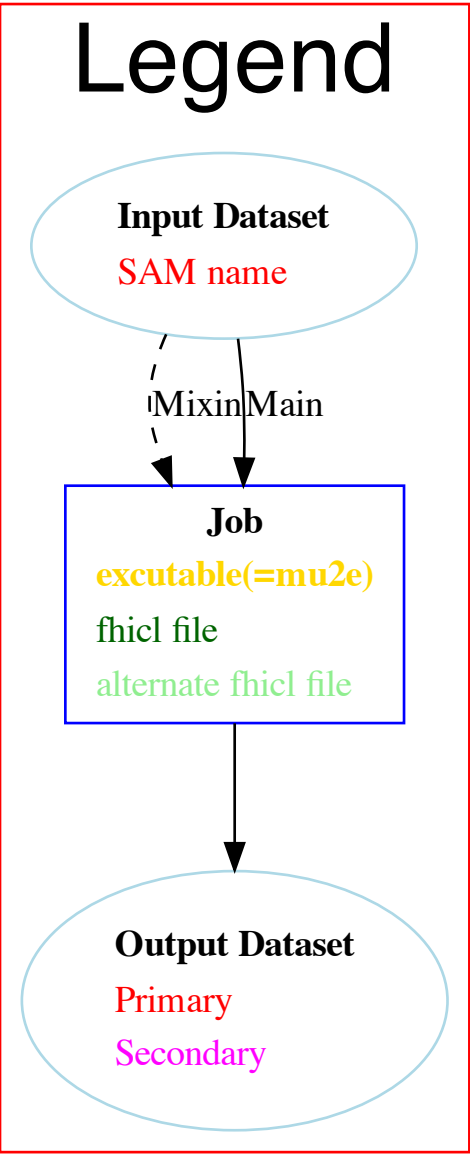 Legend
Input Dataset
SAM name
Mixin Main
Job
excutable(=mu2e)
fhicl file
alternate fhicl file
Output Dataset
Primary
Secondary